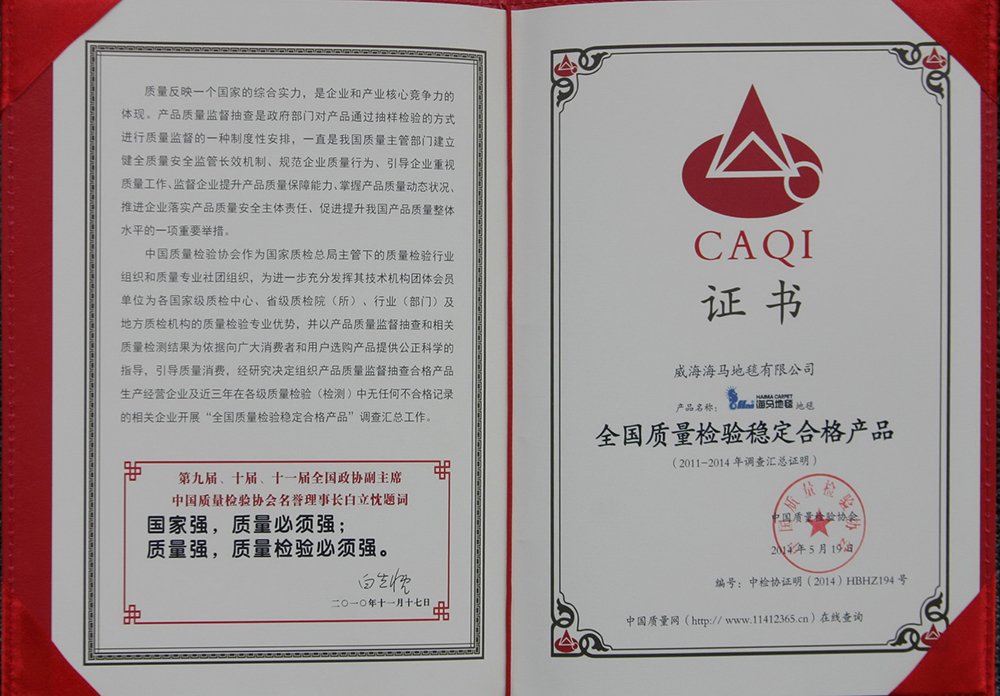 质量反映一个国家的综合实力，是企业和产业核心竞争力的
体现。产品质量监督抽查是政府部门对产品通过抽样检验的方式
进行质量监督的一种制度性安排，一直是我国质量主管部门建立
健全质量安全监管长效机制、规范企业质量行为、引导企业重视
质量工作、监督企业提升产品质量保障能力、掌握产品质量动态状况、
推进企业落实产品质量安全主体责任、促进提升我国产品质量整体
水平的一项重要举措。
中国质量检验协会作为国家质检总局主管下的质量检验行业
组织和质量专业社团组织，为进一步充分发挥其技术机构团体会员
单位为各国家级质检中心、省级质检院（所）、行业（部门）及
地方质检机构的质量检验专业优势，并以产品质量监督抽查和相关
质量检测结果为依据向广大消费者和用户选购产品提供公正科学的
指导，引导质量消费，经研究决定组织产品质量监督抽查合格产品
生产经营企业及近三年在各级质量检验（检测）中无任何不合格记录
的相关企业开展“全国质量检验稳定合格产品”调查汇总工作。
第九届、十届、十一届全国政协副主席
中国质量检验协会名誉理事长白立忱题词
国家强，质量必须强；
质量强，质量检验必须强。
白立忱
二〇一〇年十一月十七日
CAQI
证书
威海海马地毯有限公司
产品名称：
HAIMA CARPET
海马地毯 地毯
全国质量检验稳定合格产品
（2011-2014 年调查汇总证明）
中国质量检验协会
中国质量检验协会
2014 年 5 月 19 日
编号：中检协证明（2014）HBHZ194 号
中国质量网（http:// www.11412365.cn）在线查询